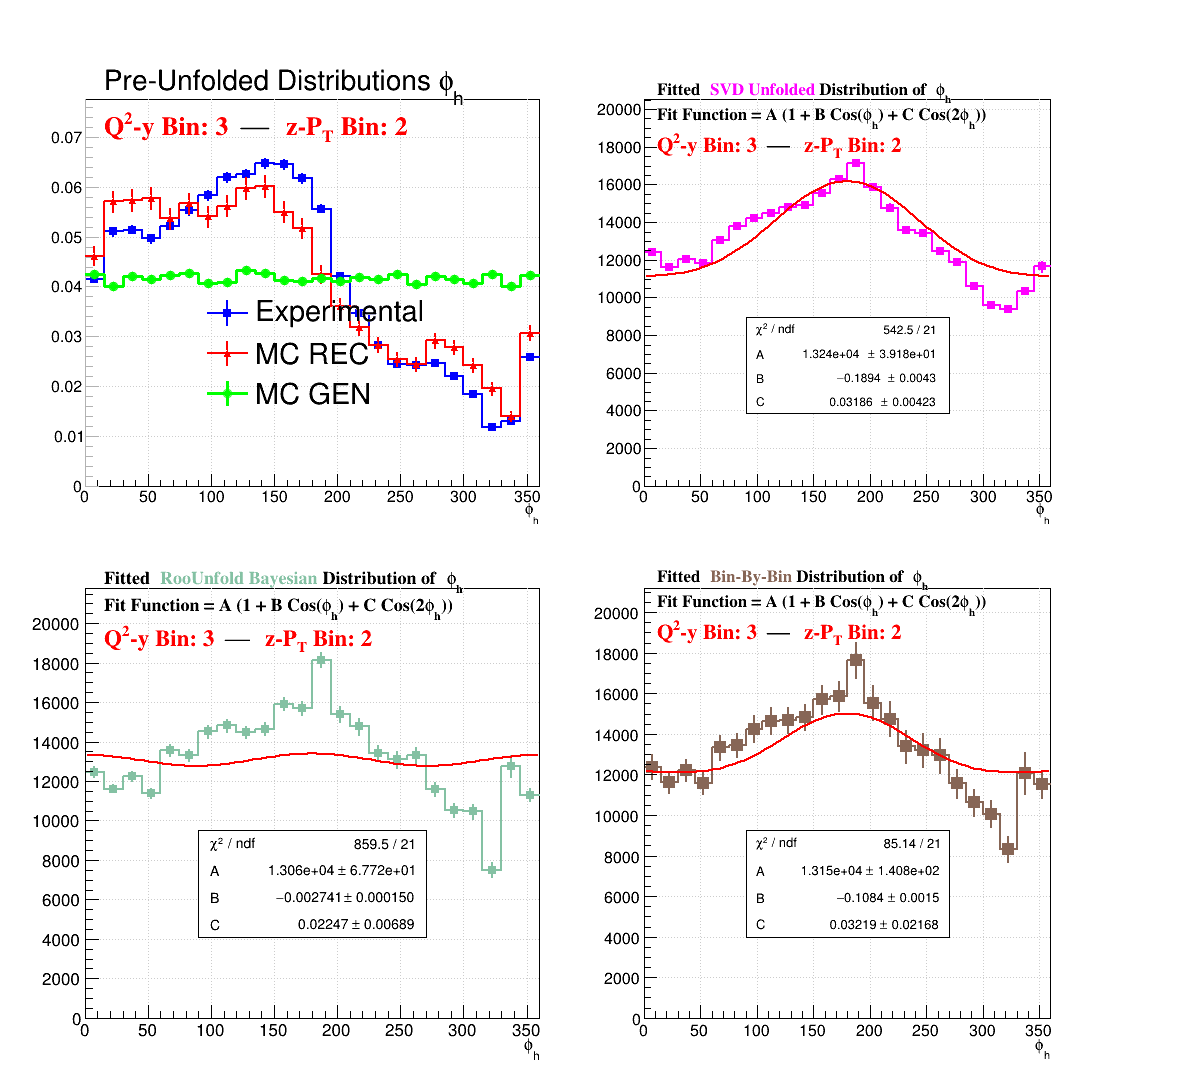 Pre-Unfolded Distributions ϕh
Q²-y Bin: 3 — z-PT Bin: 2
0.07
0.06
0.05
0.04
0.03
0.02
0.01
0
Experimental
MC REC
MC GEN
0 50 100 150 200 250 300 350
ϕh
Fitted SVD Unfolded Distribution of ϕh
Fit Function = A (1 + B Cos(ϕh) + C Cos(2ϕh))
Q²-y Bin: 3 — z-PT Bin: 2
20000
18000
16000
14000
12000
10000
8000
6000
4000
2000
0
χ² / ndf 542.5 / 21
A 1.324e+04 ± 3.918e+01
B −0.1894 ± 0.0043
C 0.03186 ± 0.00423
0 50 100 150 200 250 300 350
ϕh
Fitted RooUnfold Bayesian Distribution of ϕh
Fit Function = A (1 + B Cos(ϕh) + C Cos(2ϕh))
Q²-y Bin: 3 — z-PT Bin: 2
20000
18000
16000
14000
12000
10000
8000
6000
4000
2000
0
χ² / ndf 859.5 / 21
A 1.306e+04 ± 6.772e+01
B −0.002741 ± 0.000150
C 0.02247 ± 0.00689
0 50 100 150 200 250 300 350
ϕh
Fitted Bin-By-Bin Distribution of ϕh
Fit Function = A (1 + B Cos(ϕh) + C Cos(2ϕh))
Q²-y Bin: 3 — z-PT Bin: 2
20000
18000
16000
14000
12000
10000
8000
6000
4000
2000
0
χ² / ndf 85.14 / 21
A 1.315e+04 ± 1.408e+02
B −0.1084 ± 0.0015
C 0.03219 ± 0.02168
0 50 100 150 200 250 300 350
ϕh